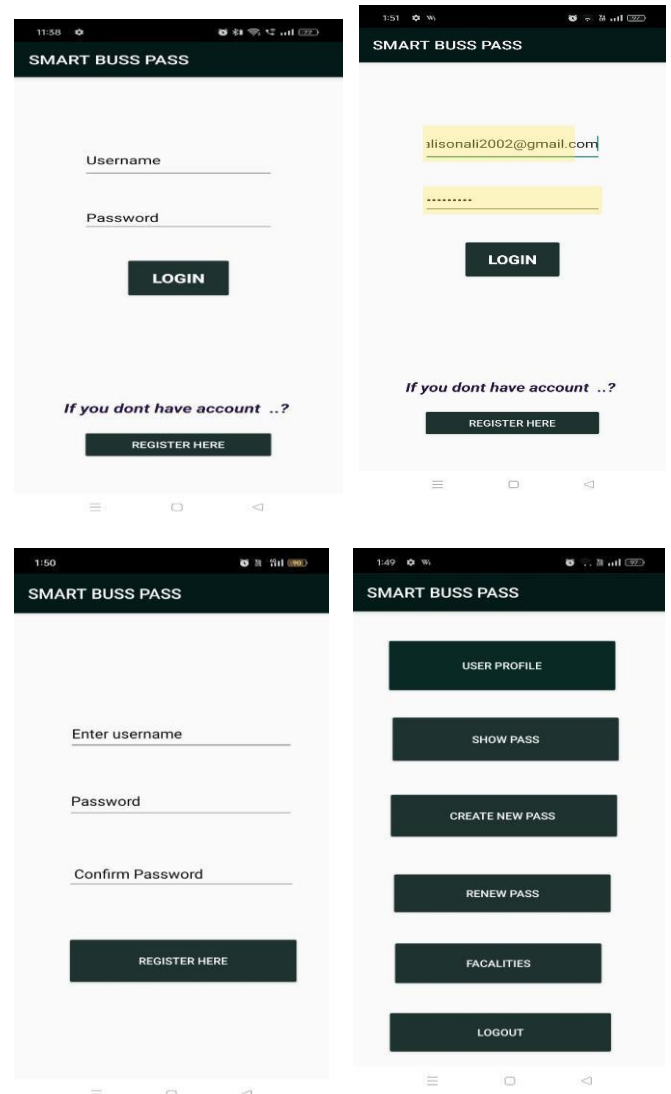 11:38
SMART BUSS PASS
Username
Password
LOGIN
If you dont have account ..?
REGISTER HERE
1:51
SMART BUSS PASS
alisonali2002@gmail.com
.........
LOGIN
If you dont have account ..?
REGISTER HERE
1:50
SMART BUSS PASS
Enter username
Password
Confirm Password
REGISTER HERE
1:49
SMART BUSS PASS
USER PROFILE
SHOW PASS
CREATE NEW PASS
RENEW PASS
FACALITIES
LOGOUT